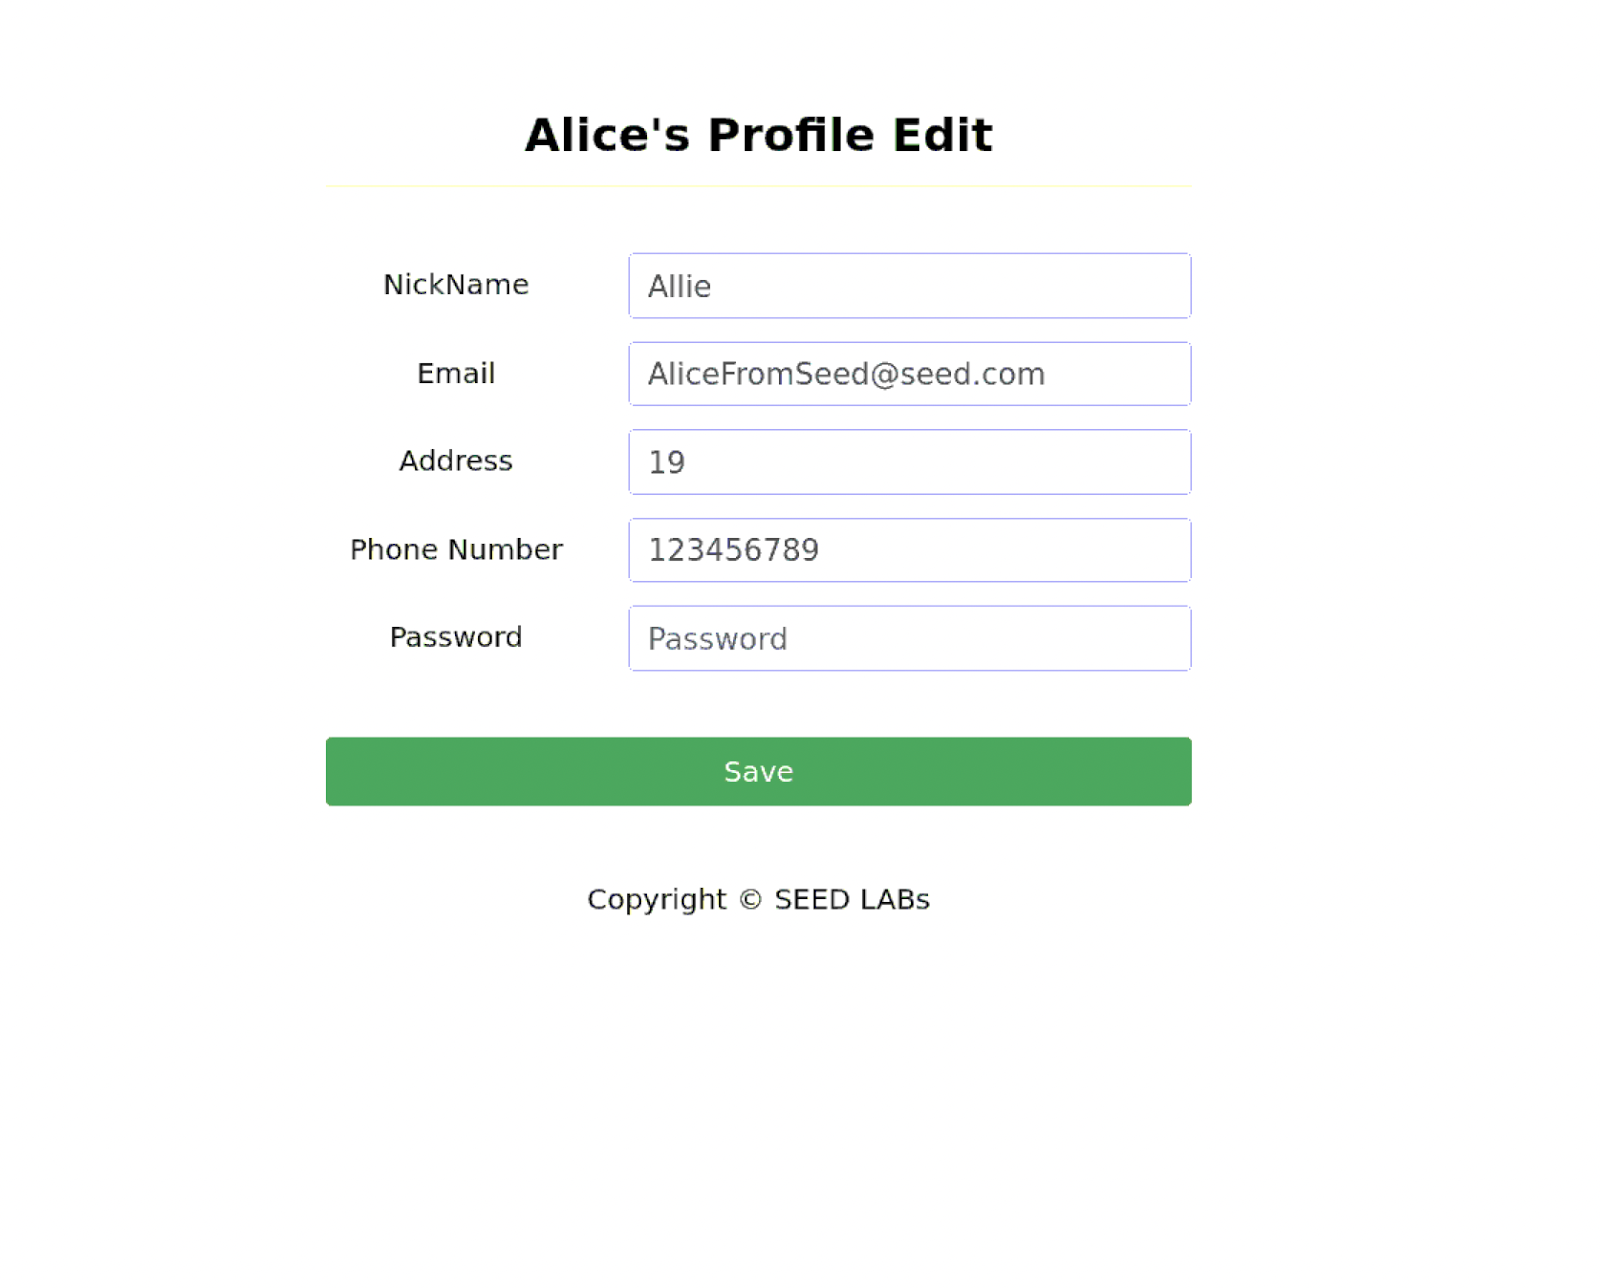 Alice's Profile Edit
NickName Allie
Email AliceFromSeed@seed.com
Address 19
Phone Number 123456789
Password Password
Save
Copyright © SEED LABs